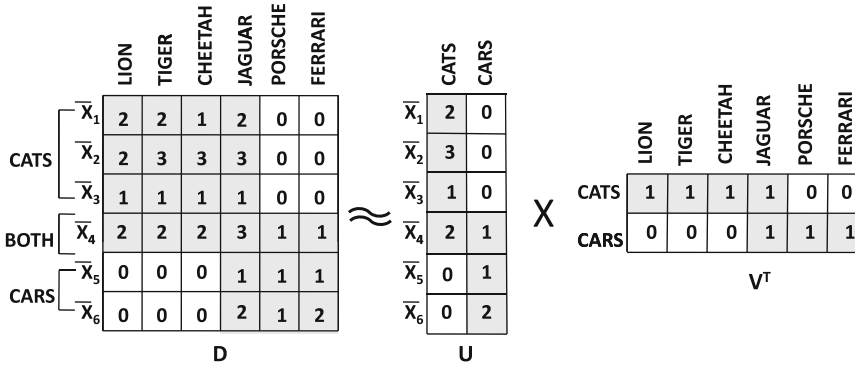 LION TIGER CHEETAH JAGUAR PORSCHE FERRARI
CATS
X̅₁ 2 2 1 2 0 0
X̅₂ 2 3 3 3 0 0
X̅₃ 1 1 1 1 0 0
BOTH
X̅₄ 2 2 2 3 1 1
CARS
X̅₅ 0 0 0 1 1 1
X̅₆ 0 0 0 2 1 2
D
≈
CATS CARS
X̅₁ 2 0
X̅₂ 3 0
X̅₃ 1 0
X̅₄ 2 1
X̅₅ 0 1
X̅₆ 0 2
U
X
LION TIGER CHEETAH JAGUAR PORSCHE FERRARI
CATS 1 1 1 1 0 0
CARS 0 0 0 1 1 1
Vᵀ